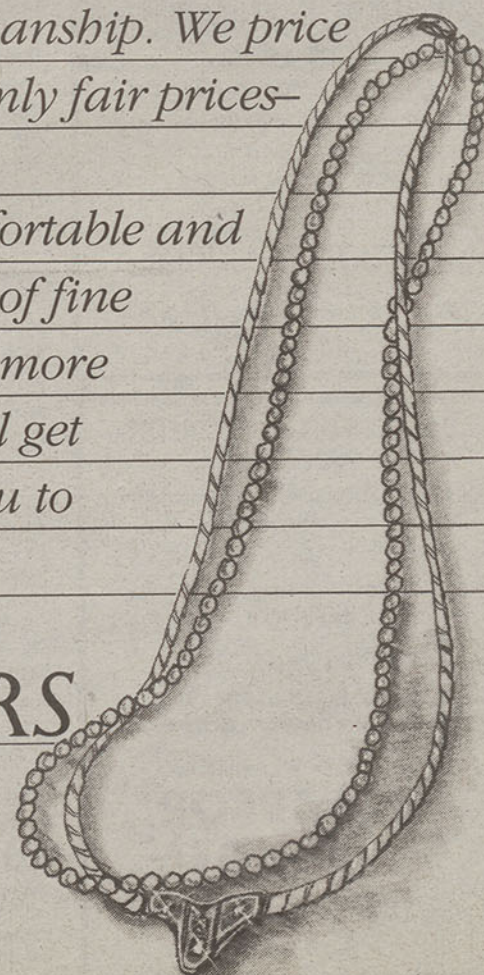 anship. We price
nly fair prices–
fortable and
of fine
more
l get
u to
RS